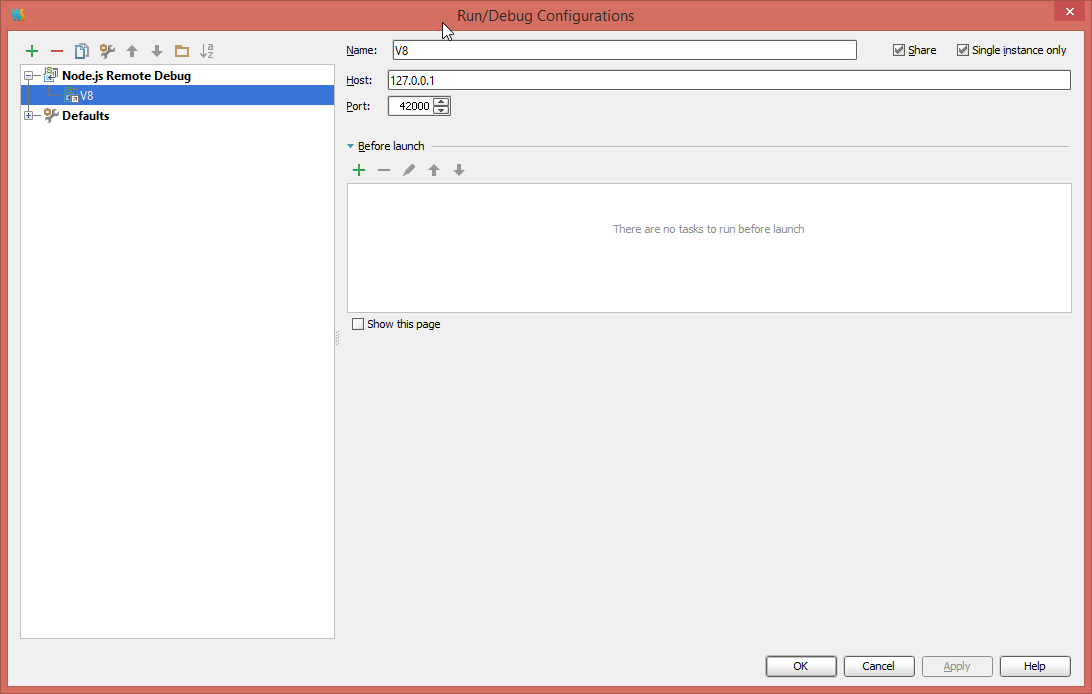 Run/Debug Configurations
Name: V8 Share Single instance only
Node.js Remote Debug
Host: 127.0.0.1
V8
Port: 42000
Defaults
Before launch
There are no tasks to run before launch
Show this page
OK Cancel Apply Help